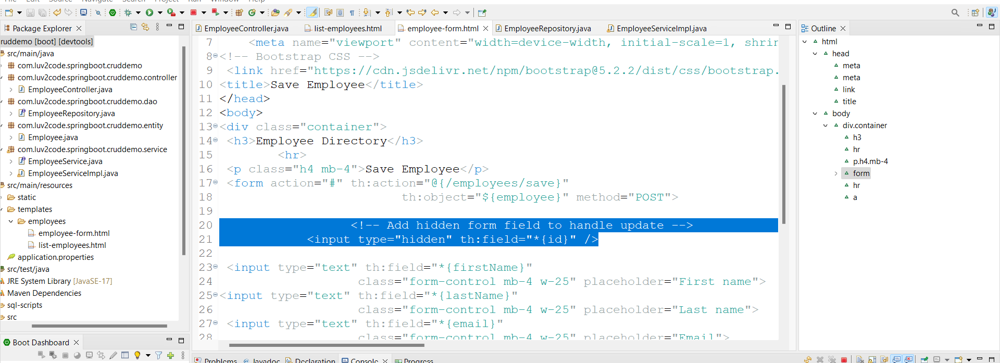 File Edit Source Navigate Search Project Run Window Help
Package Explorer
ruddemo [boot] [devtools]
src/main/java
com.luv2code.springboot.cruddemo
com.luv2code.springboot.cruddemo.controller
EmployeeController.java
com.luv2code.springboot.cruddemo.dao
EmployeeRepository.java
com.luv2code.springboot.cruddemo.entity
Employee.java
com.luv2code.springboot.cruddemo.service
EmployeeService.java
EmployeeServiceImpl.java
src/main/resources
static
templates
employees
employee-form.html
list-employees.html
application.properties
src/test/java
JRE System Library [JavaSE-17]
Maven Dependencies
sql-scripts
src
Boot Dashboard
EmployeeController.java list-employees.html employee-form.html EmployeeRepository.java EmployeeServiceImpl.java
7 <meta name="viewport" content="width=device-width, initial-scale=1, shrin
8 <!-- Bootstrap CSS -->
9 <link href="https://cdn.jsdelivr.net/npm/bootstrap@5.2.2/dist/css/bootstrap.
10 <title>Save Employee</title>
11 </head>
12 <body>
13 <div class="container">
14 <h3>Employee Directory</h3>
15 <hr>
16 <p class="h4 mb-4">Save Employee</p>
17 <form action="#" th:action="@{/employees/save}"
18 th:object="${employee}" method="POST">
19
20 <!-- Add hidden form field to handle update -->
21 <input type="hidden" th:field="*{id}" />
22
23 <input type="text" th:field="*{firstName}"
24 class="form-control mb-4 w-25" placeholder="First name">
25 <input type="text" th:field="*{lastName}"
26 class="form-control mb-4 w-25" placeholder="Last name">
27 <input type="text" th:field="*{email}"
28 class="form-control mb-4 w-25" placeholder="Email">
Problems Javadoc Declaration Console Progress
Outline
html
head
meta
meta
link
title
body
div.container
h3
hr
p.h4.mb-4
form
hr
a